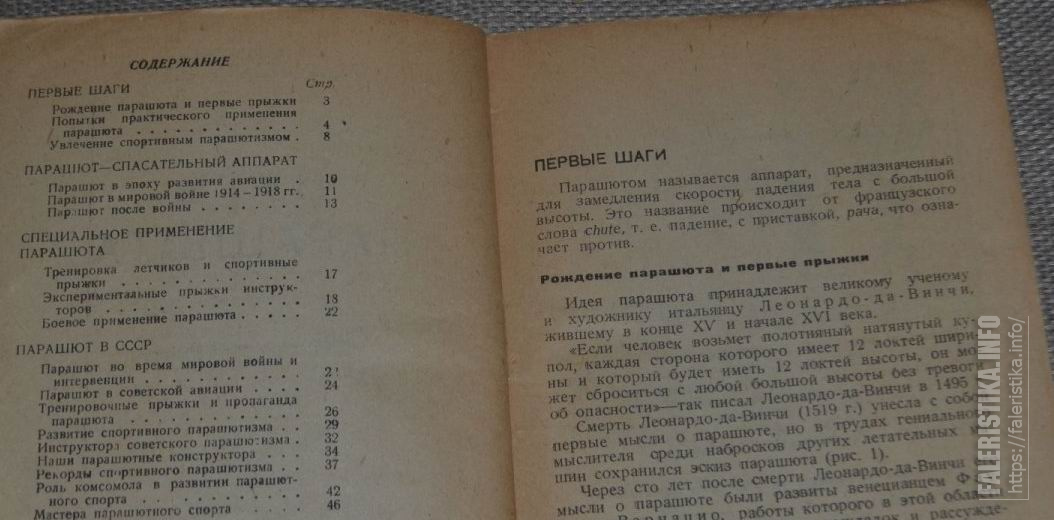 СОДЕРЖАНИЕ
Стр.
ПЕРВЫЕ ШАГИ
Рождение парашюта и первые прыжки 3
Попытки практического применения
парашюта . . . . . . . . . . . . 4
Увлечение спортивным парашютизмом . 8
ПАРАШЮТ—СПАСАТЕЛЬНЫЙ АППАРАТ
Парашют в эпоху развития авиации . 10
Парашют в мировой войне 1914–1918 гг. 11
Парашют после войны . . . . . . . . 13
СПЕЦИАЛЬНОЕ ПРИМЕНЕНИЕ
ПАРАШЮТА
Тренировка летчиков и спортивные
прыжки . . . . . . . . . . . . . 17
Экспериментальные прыжки инструк-
торов . . . . . . . . . . . . . 18
Боевое применение парашюта . . . . . 22
ПАРАШЮТ В СССР
Парашют во время мировой войны и
интервенции . . . . . . . . . . .
Парашют в советской авиации . . . . 24
Тренировочные прыжки и пропаганда
парашюта . . . . . . . . . . . . 26
Развитие спортивного парашютизма . . 29
Инструктора советского парашютизма . 32
Наши парашютные конструктора . . . 34
Рекорды спортивного парашютизма . . 37
Роль комсомола в развитии парашют-
ного спорта . . . . . . . . . . . 42
Мастера парашютного спорта . . . . 46
ПЕРВЫЕ ШАГИ
Парашютом называется аппарат, предназначенный
для замедления скорости падения тела с большой
высоты. Это название происходит от французского
слова chute, т. е. падение, с приставкой, para, что озна-
чает против.
Рождение парашюта и первые прыжки
Идея парашюта принадлежит великому ученому
и художнику итальянцу Леонардо-да-Винчи,
жившему в конце XV и начале XVI века.
«Если человек возьмет полотняный натянутый ку-
пол, каждая сторона которого имеет 12 локтей шири-
ны и который будет иметь 12 локтей высоты, он мо-
жет сброситься с любой большой высоты без тревоги
об опасности»—так писал Леонардо-да-Винчи в 1495
Смерть Леонардо-да-Винчи (1519 г.) унесла с собо
первые мысли о парашюте, но в трудах гениального
мыслителя среди набросков других летательных м
шин сохранился эскиз парашюта (рис. 1).
Через сто лет после смерти Леонардо-да-Винчи
мысли о парашюте были развиты венецианцем Ф
Веранцио, работы которого в этой облас
и рассужде-
FALERISTIKA.INFO
https://faleristika.info/